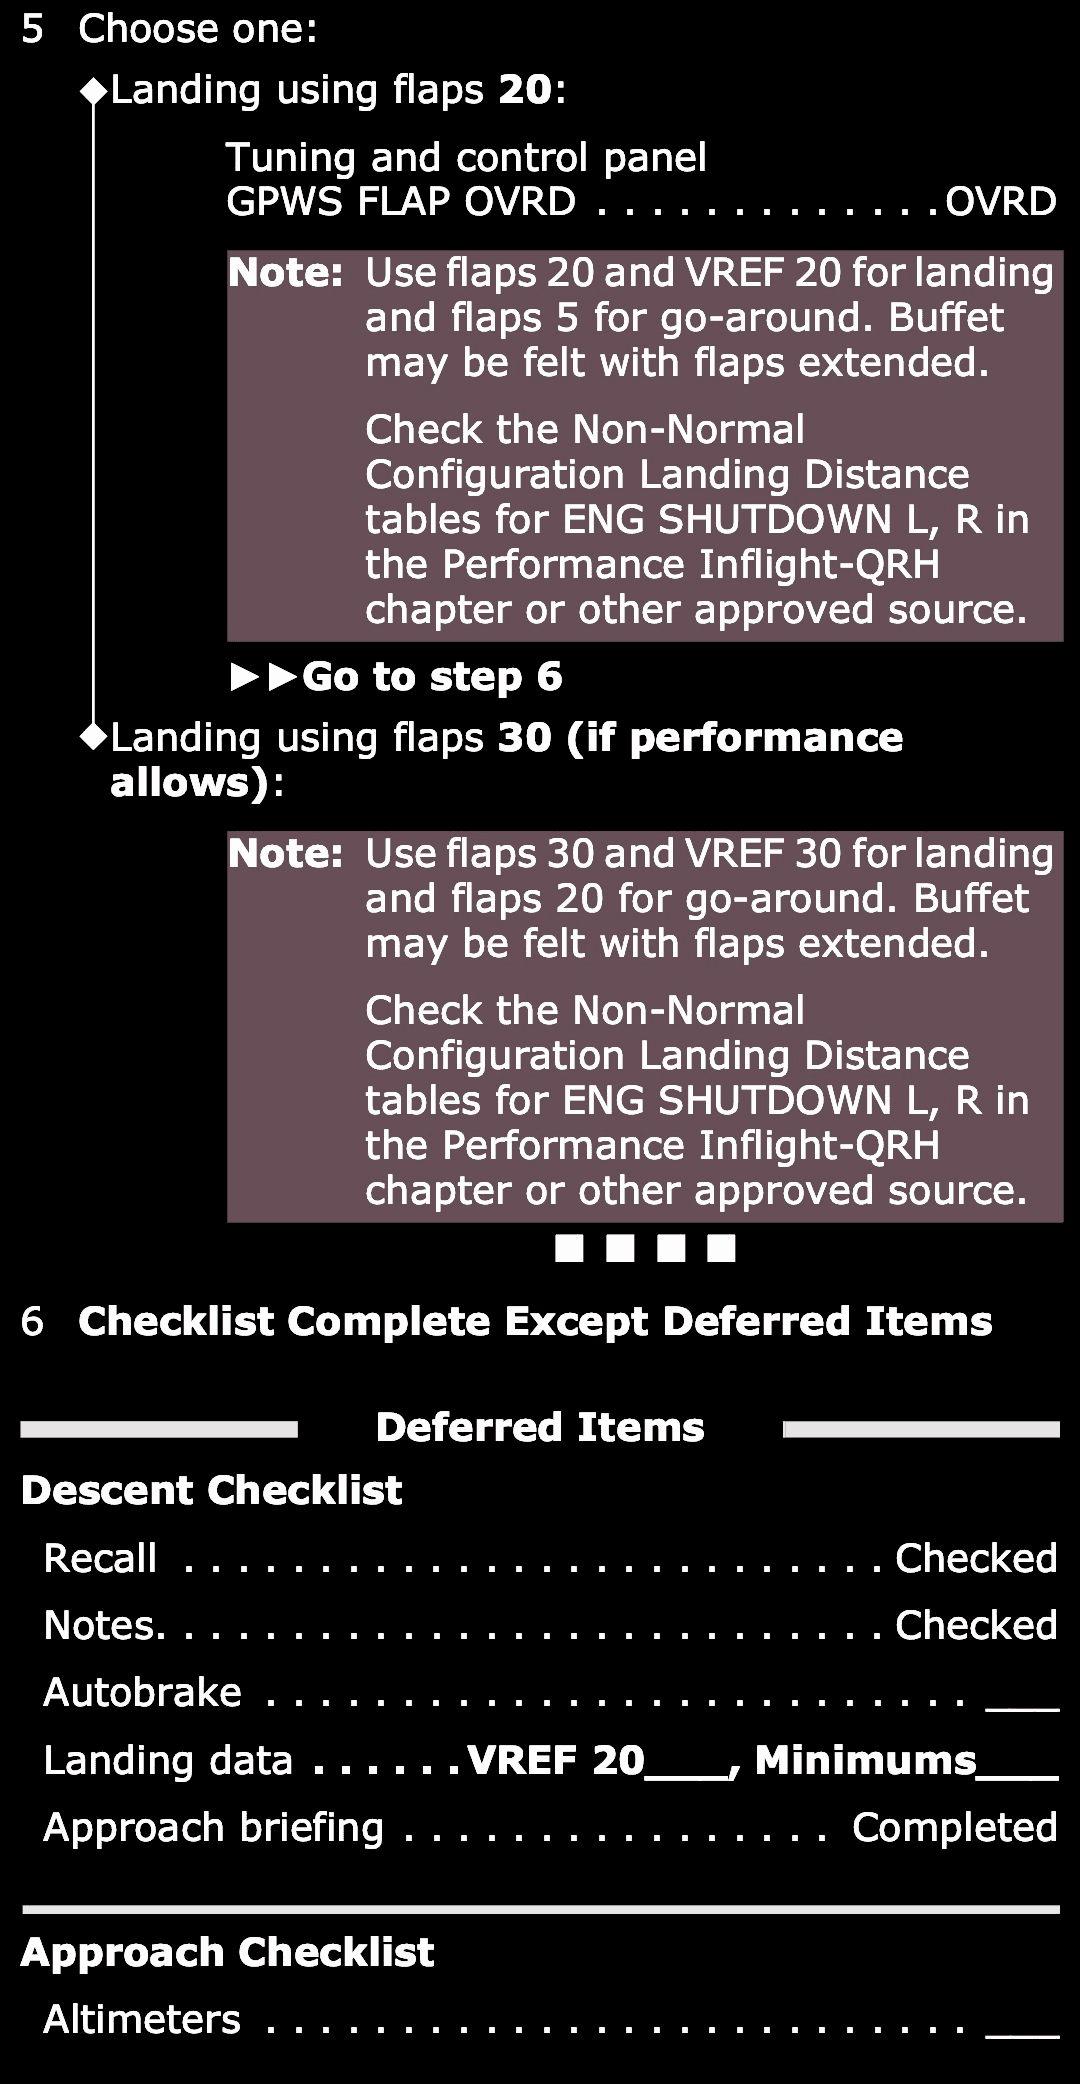 5 Choose one:
◆Landing using flaps 20:
Tuning and control panel
GPWS FLAP OVRD . . . . . . . . . . . . . OVRD
Note: Use flaps 20 and VREF 20 for landing
and flaps 5 for go-around. Buffet
may be felt with flaps extended.
Check the Non-Normal
Configuration Landing Distance
tables for ENG SHUTDOWN L, R in
the Performance Inflight-QRH
chapter or other approved source.
►►Go to step 6
◆Landing using flaps 30 (if performance
allows):
Note: Use flaps 30 and VREF 30 for landing
and flaps 20 for go-around. Buffet
may be felt with flaps extended.
Check the Non-Normal
Configuration Landing Distance
tables for ENG SHUTDOWN L, R in
the Performance Inflight-QRH
chapter or other approved source.
■ ■ ■ ■
6 Checklist Complete Except Deferred Items
Deferred Items
Descent Checklist
Recall . . . . . . . . . . . . . . . . . . . . . . . . . . Checked
Notes. . . . . . . . . . . . . . . . . . . . . . . . . . . Checked
Autobrake . . . . . . . . . . . . . . . . . . . . . . . . . . ___
Landing data . . . . . . VREF 20___, Minimums___
Approach briefing . . . . . . . . . . . . . . . . Completed
Approach Checklist
Altimeters . . . . . . . . . . . . . . . . . . . . . . . . . . ___